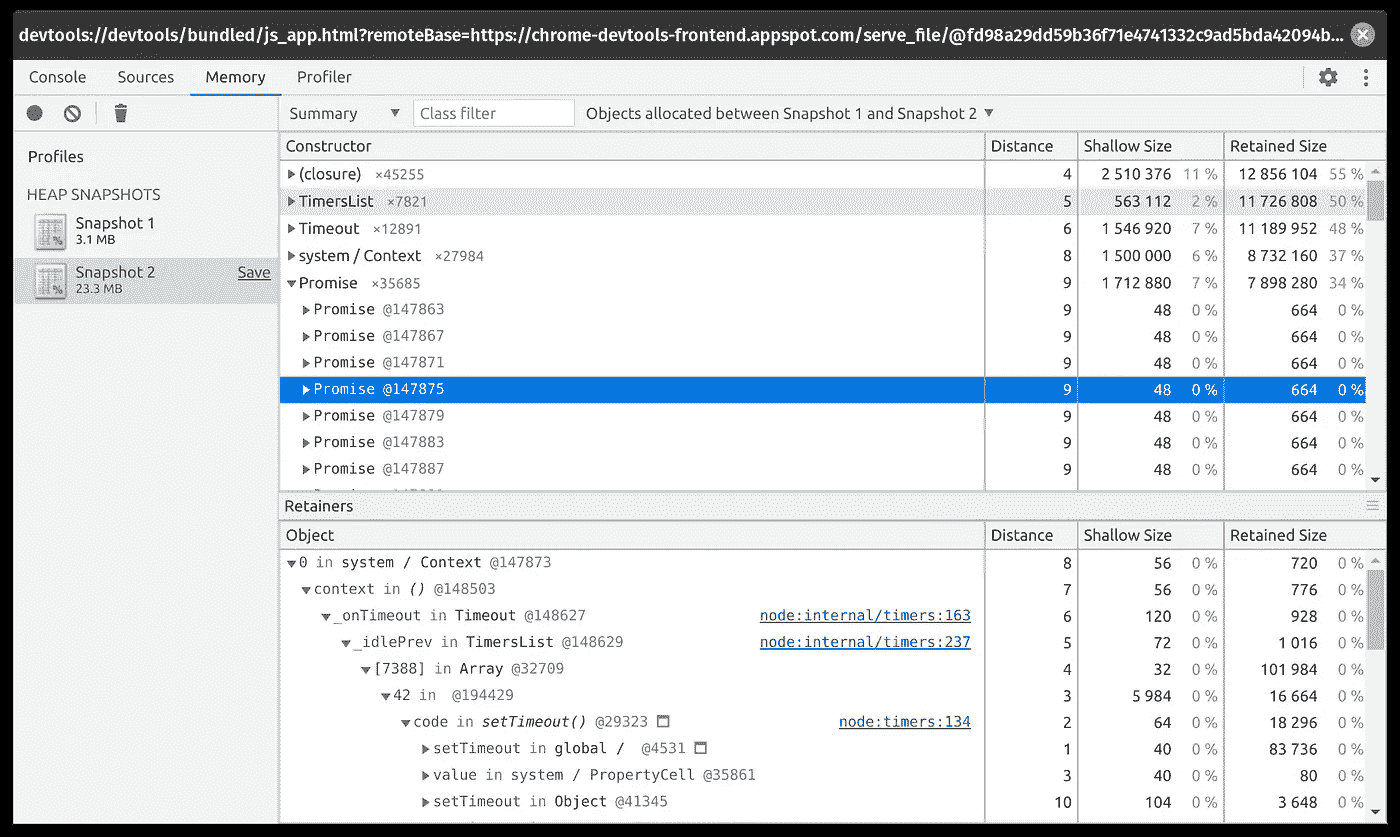 devtools://devtools/bundled/js_app.html?remoteBase=https://chrome-devtools-frontend.appspot.com/serve_file/@fd98a29dd59b36f71e4741332c9ad5bda42094b...
Console Sources Memory Profiler
Summary Class filter Objects allocated between Snapshot 1 and Snapshot 2
Profiles
HEAP SNAPSHOTS
Snapshot 1
3.1 MB
Snapshot 2 Save
23.3 MB
Constructor Distance Shallow Size Retained Size
(closure) ×45255 4 2 510 376 11 % 12 856 104 55 %
TimersList ×7821 5 563 112 2 % 11 726 808 50 %
Timeout ×12891 6 1 546 920 7 % 11 189 952 48 %
system / Context ×27984 8 1 500 000 6 % 8 732 160 37 %
Promise ×35685 9 1 712 880 7 % 7 898 280 34 %
Promise @147863 9 48 0 % 664 0 %
Promise @147867 9 48 0 % 664 0 %
Promise @147871 9 48 0 % 664 0 %
Promise @147875 9 48 0 % 664 0 %
Promise @147879 9 48 0 % 664 0 %
Promise @147883 9 48 0 % 664 0 %
Promise @147887 9 48 0 % 664 0 %
Retainers
Object Distance Shallow Size Retained Size
0 in system / Context @147873 8 56 0 % 720 0 %
context in () @148503 7 56 0 % 776 0 %
_onTimeout in Timeout @148627 node:internal/timers:163 6 120 0 % 928 0 %
_idlePrev in TimersList @148629 node:internal/timers:237 5 72 0 % 1 016 0 %
[7388] in Array @32709 4 32 0 % 101 984 0 %
42 in @194429 3 5 984 0 % 16 664 0 %
code in setTimeout() @29323 node:timers:134 2 64 0 % 18 296 0 %
setTimeout in global / @4531 1 40 0 % 83 736 0 %
value in system / PropertyCell @35861 3 40 0 % 80 0 %
setTimeout in Object @41345 10 104 0 % 3 648 0 %